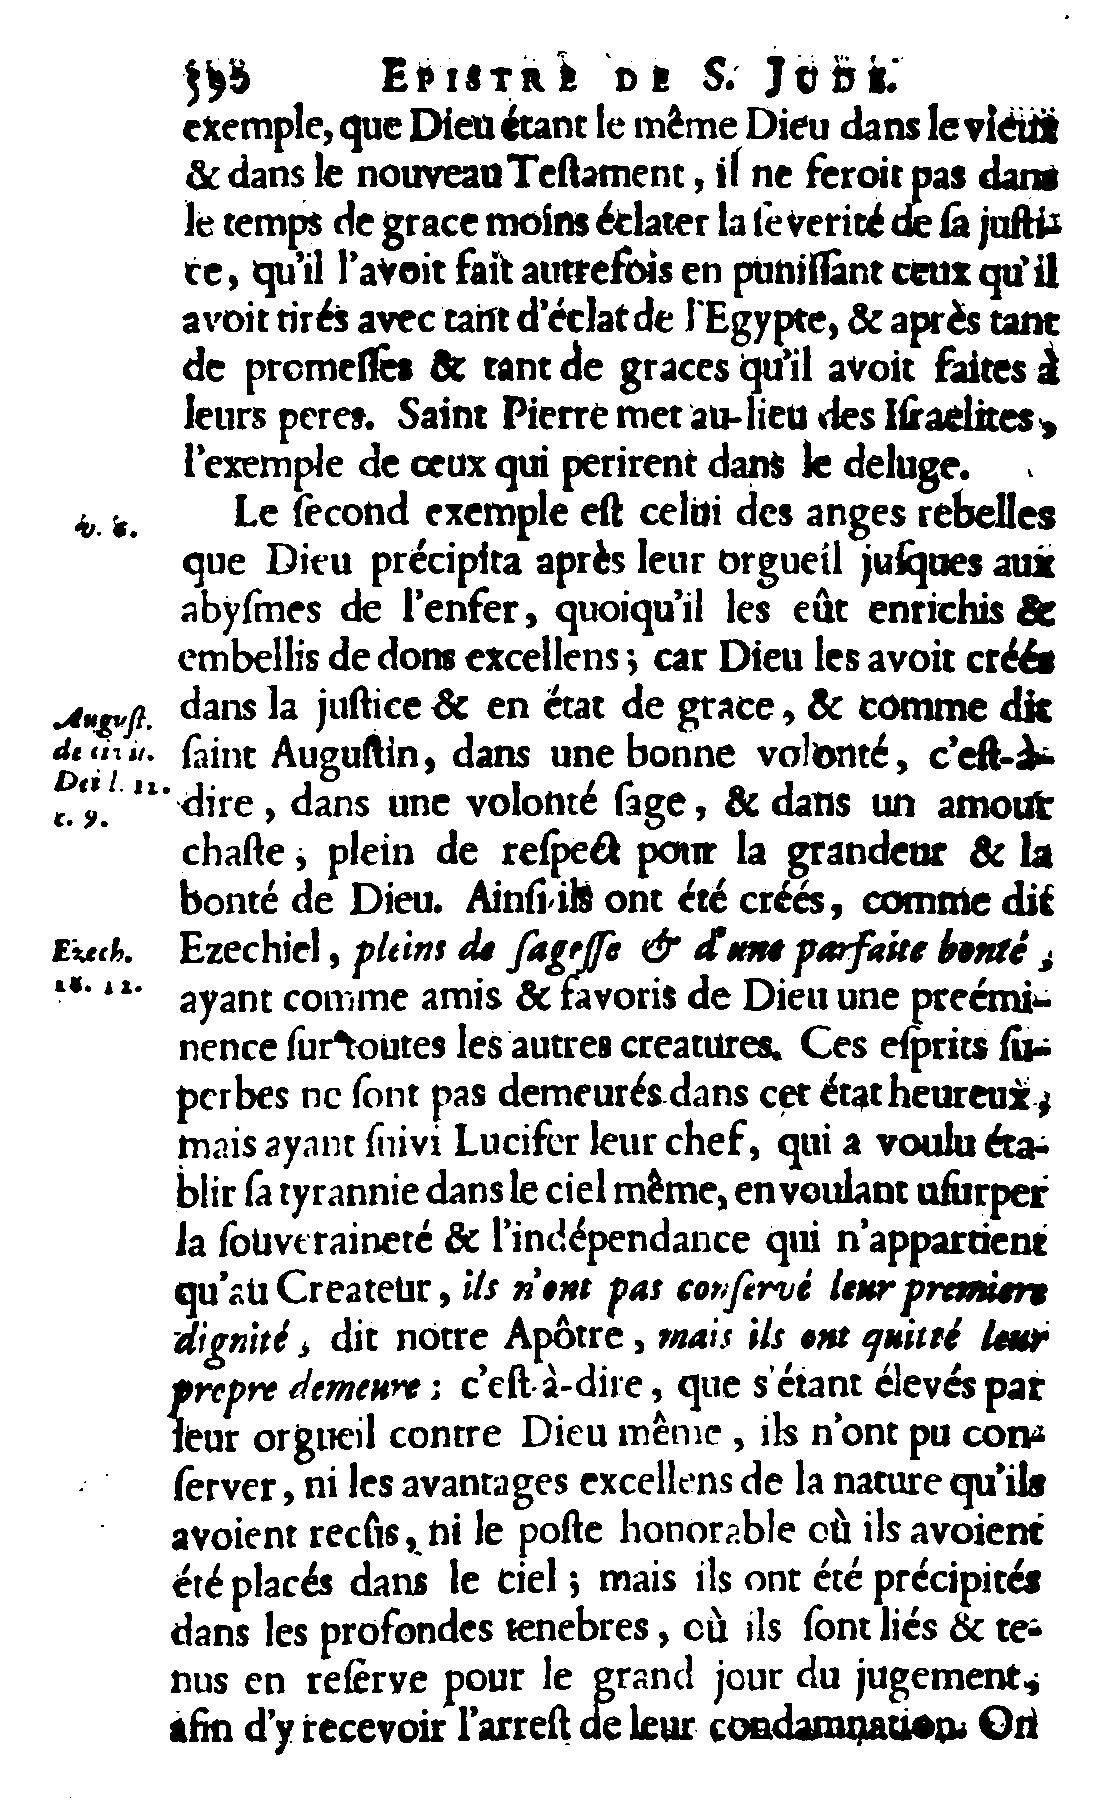 EPISTRE DE S. JUDE.
exemple, que Dieu étant le même Dieu dans le vieux
& dans le nouveau Teſtament, il ne feroit pas dans
le temps de grace moins éclater la ſeverité de ſa juſti-
ce, qu'il l'avoit fait autrefois en puniſſant ceux qu'il
avoit tirés avec tant d'éclat de l'Egypte, & après tant
de promeſſes & tant de graces qu'il avoit faites à
leurs peres. Saint Pierre met au-lieu des Iſraelites,
l'exemple de ceux qui perirent dans le deluge.
Le ſecond exemple eſt celui des anges rebelles
que Dieu précipita après leur orgueil juſques aux
abyſmes de l'enfer, quoiqu'il les eût enrichis &
embellis de dons excellens; car Dieu les avoit créés
dans la juſtice & en état de grace, & comme dit
ſaint Auguſtin, dans une bonne volonté, c'eſt-à-
dire, dans une volonté ſage, & dans un amour
chaſte, plein de reſpect pour la grandeur & la
bonté de Dieu. Ainſi ils ont été créés, comme dit
Ezechiel, pleins de ſageſſe & d'une parfaite bonté,
ayant comme amis & favoris de Dieu une preémi-
nence ſur toutes les autres creatures. Ces eſprits ſu-
perbes ne ſont pas demeurés dans cet état heureux,
mais ayant ſuivi Lucifer leur chef, qui a voulu éta-
blir ſa tyrannie dans le ciel même, en voulant uſurper
la ſouveraineté & l'indépendance qui n'appartient
qu'au Createur, ils n'ont pas conſervé leur premiere
dignité, dit notre Apôtre, mais ils ont quitté leur
propre demeure: c'eſt-à-dire, que s'étant élevés par
leur orgueil contre Dieu même, ils n'ont pu con-
ſerver, ni les avantages excellens de la nature qu'ils
avoient reçûs, ni le poſte honorable où ils avoient
été placés dans le ciel; mais ils ont été précipités
dans les profondes tenebres, où ils ſont liés & te-
nus en reſerve pour le grand jour du jugement,
afin d'y recevoir l'arreſt de leur condamnation. On
v. 6.
Auguſt.
de civit.
Dei l. 11.
c. 9.
Ezech.
28. 12.